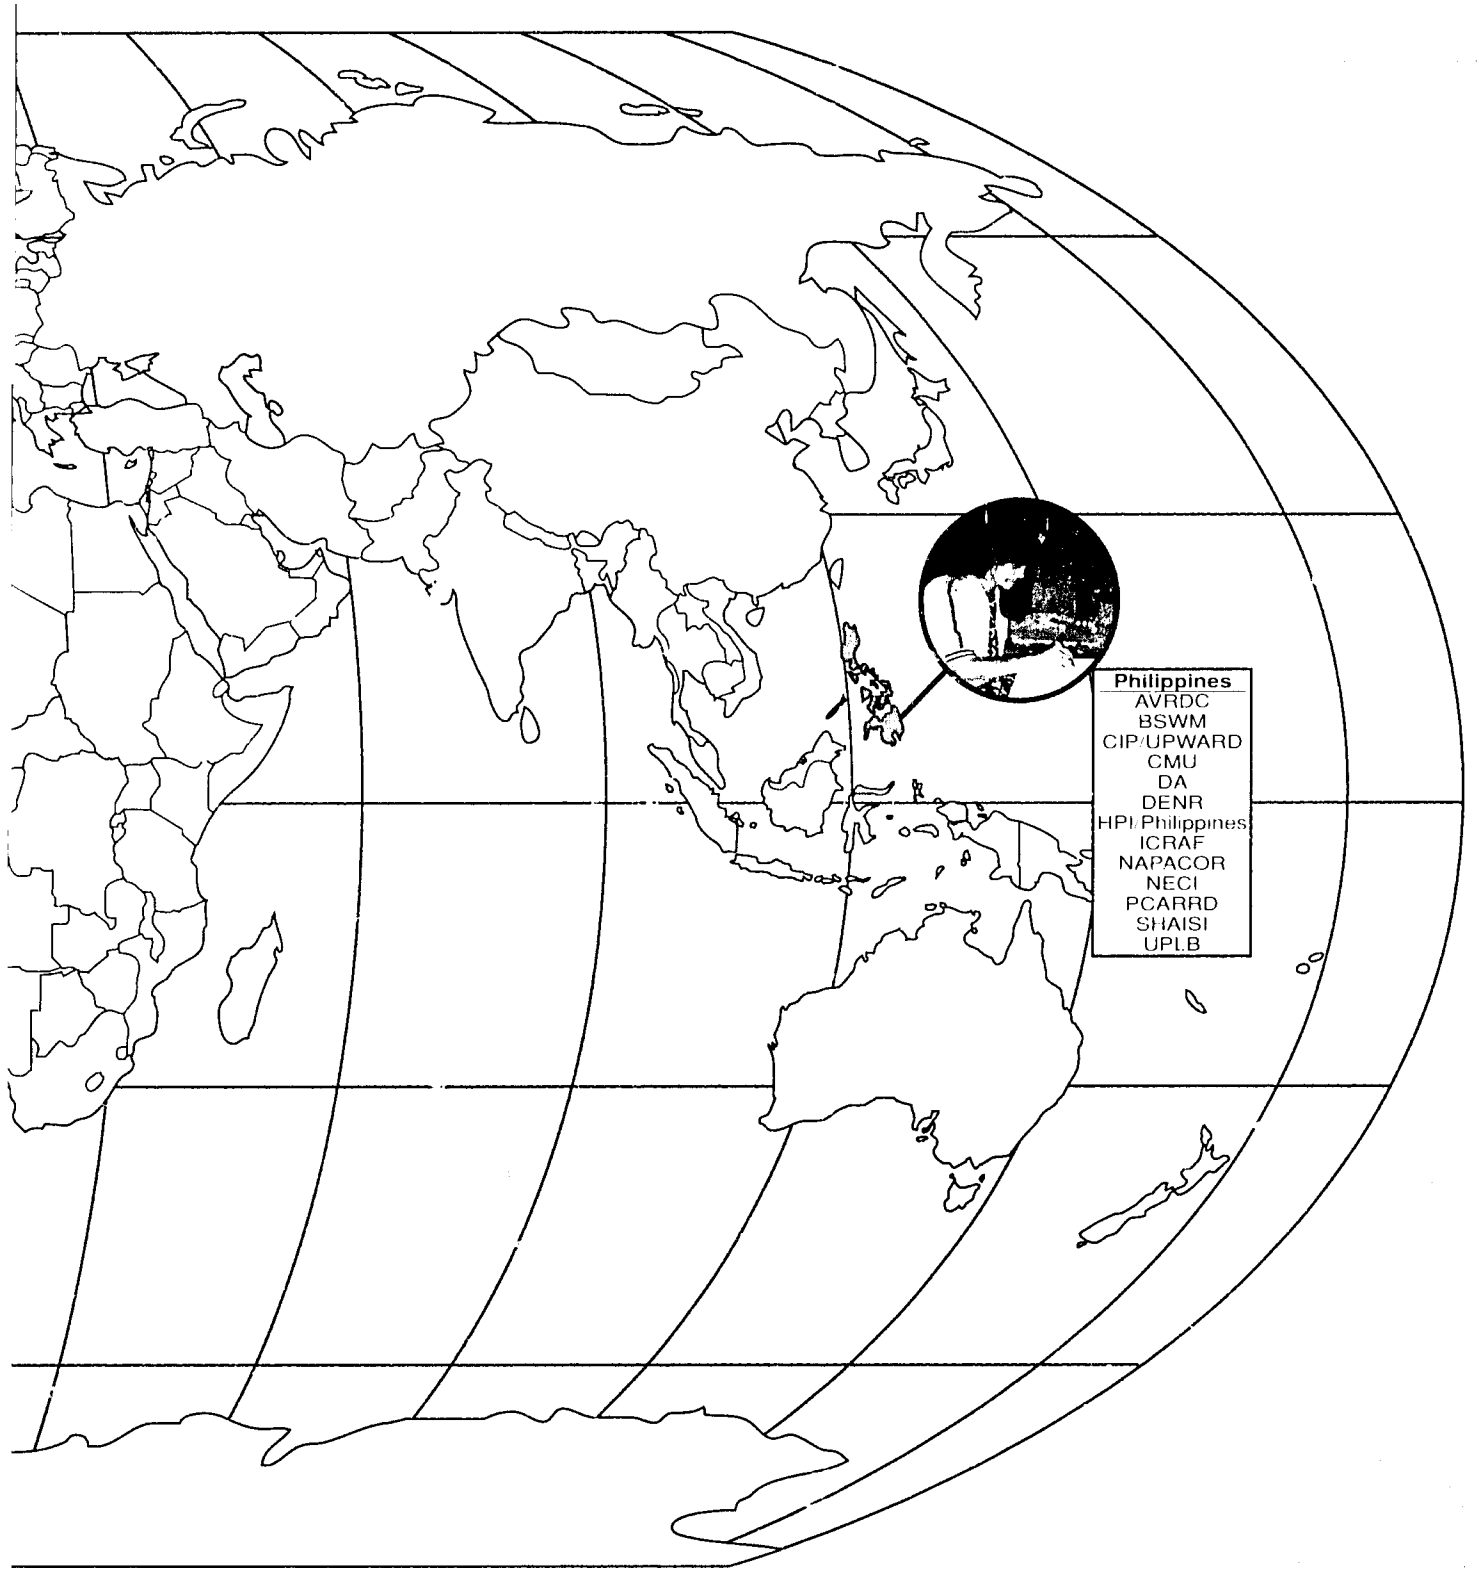 Philippines
AVRDC
BSWM
CIP/UPWARD
CMU
DA
DENR
HPI/Philippines
ICRAF
NAPACOR
NECI
PCARRD
SHAISI
UPLB